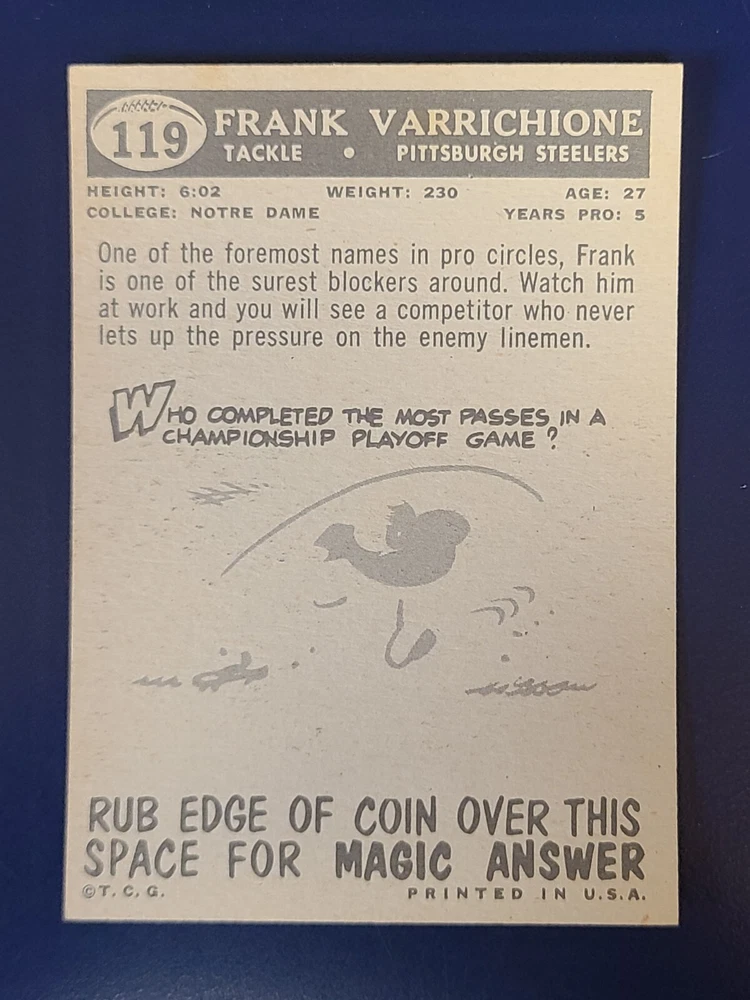 119
FRANK VARRICHIONE
TACKLE • PITTSBURGH STEELERS
HEIGHT: 6:02 WEIGHT: 230 AGE: 27
COLLEGE: NOTRE DAME YEARS PRO: 5
One of the foremost names in pro circles, Frank
is one of the surest blockers around. Watch him
at work and you will see a competitor who never
lets up the pressure on the enemy linemen.
WHO COMPLETED THE MOST PASSES IN A
CHAMPIONSHIP PLAYOFF GAME?
RUB EDGE OF COIN OVER THIS
SPACE FOR MAGIC ANSWER
©T.C.G. PRINTED IN U.S.A.